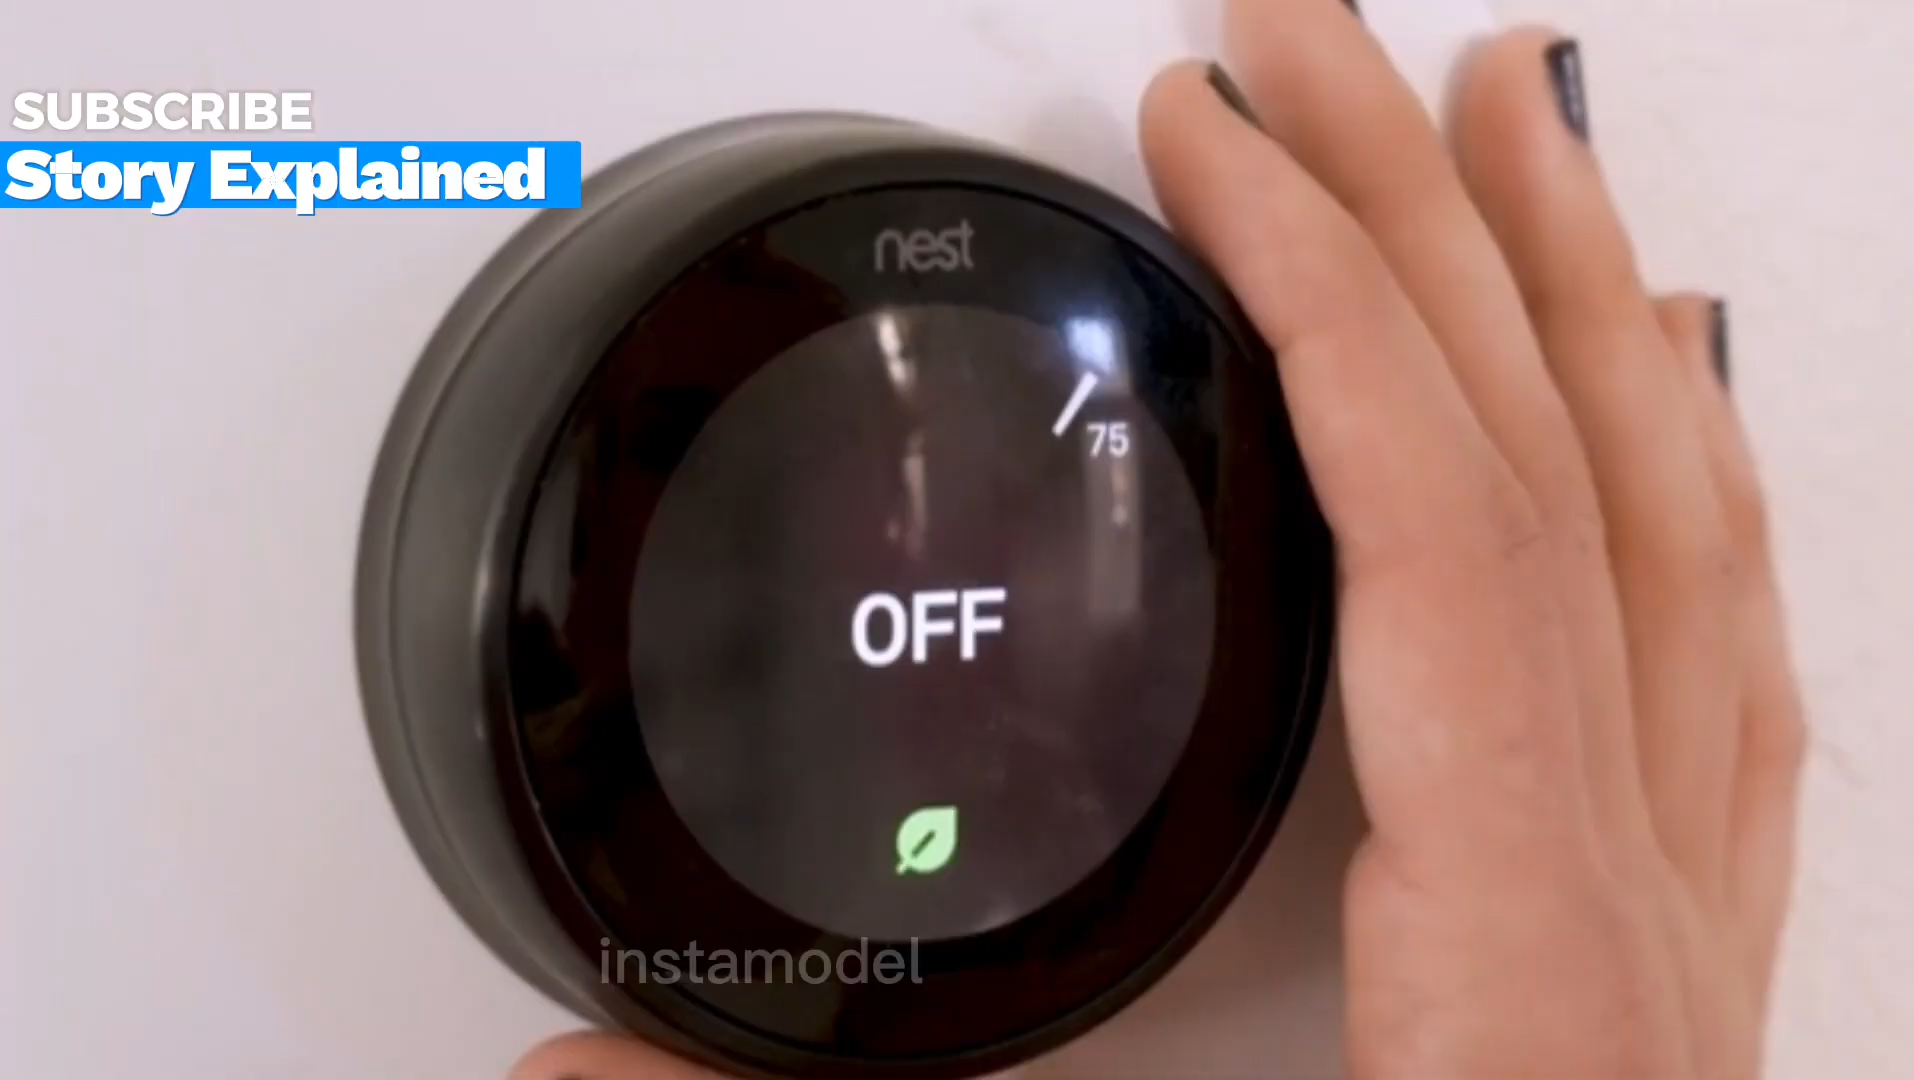 SUBSCRIBE
Story Explained
nest
75
OFF
instamodel